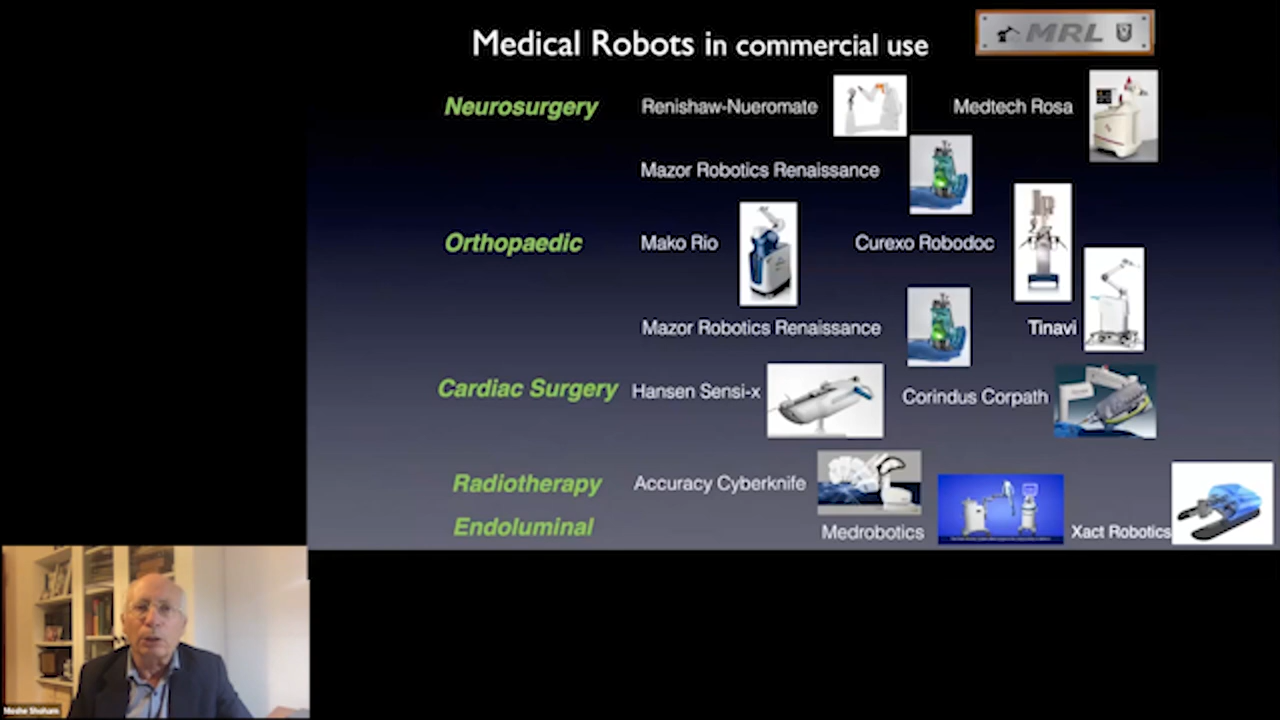 Medical Robots in commercial use
MRL
Neurosurgery
Renishaw-Nueromate
Medtech Rosa
Mazor Robotics Renaissance
Orthopaedic
Mako Rio
Curexo Robodoc
Mazor Robotics Renaissance
Tinavi
Cardiac Surgery
Hansen Sensi-x
Corindus Corpath
Radiotherapy
Accuracy Cyberknife
Endoluminal
Medrobotics
Xact Robotics
Moshe Shoham